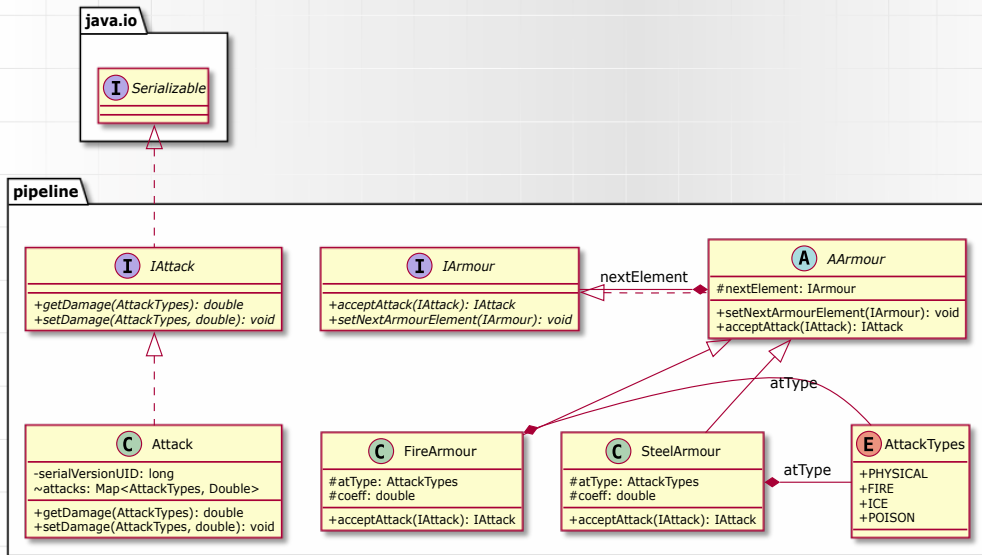 java.io
I Serializable
pipeline
I IAttack
+getDamage(AttackTypes): double
+setDamage(AttackTypes, double): void
I IArmour
+acceptAttack(IAttack): IAttack
+setNextArmourElement(IArmour): void
nextElement
A AArmour
#nextElement: IArmour
+setNextArmourElement(IArmour): void
+acceptAttack(IAttack): IAttack
atType
C Attack
-serialVersionUID: long
~attacks: Map<AttackTypes, Double>
+getDamage(AttackTypes): double
+setDamage(AttackTypes, double): void
C FireArmour
#atType: AttackTypes
#coeff: double
+acceptAttack(IAttack): IAttack
C SteelArmour
#atType: AttackTypes
#coeff: double
+acceptAttack(IAttack): IAttack
atType
E AttackTypes
+PHYSICAL
+FIRE
+ICE
+POISON